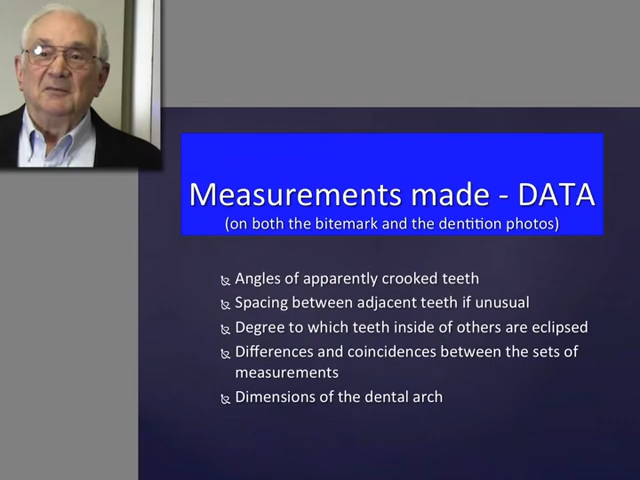 Measurements made - DATA
(on both the bitemark and the dentition photos)
Angles of apparently crooked teeth
Spacing between adjacent teeth if unusual
Degree to which teeth inside of others are eclipsed
Differences and coincidences between the sets of
measurements
Dimensions of the dental arch